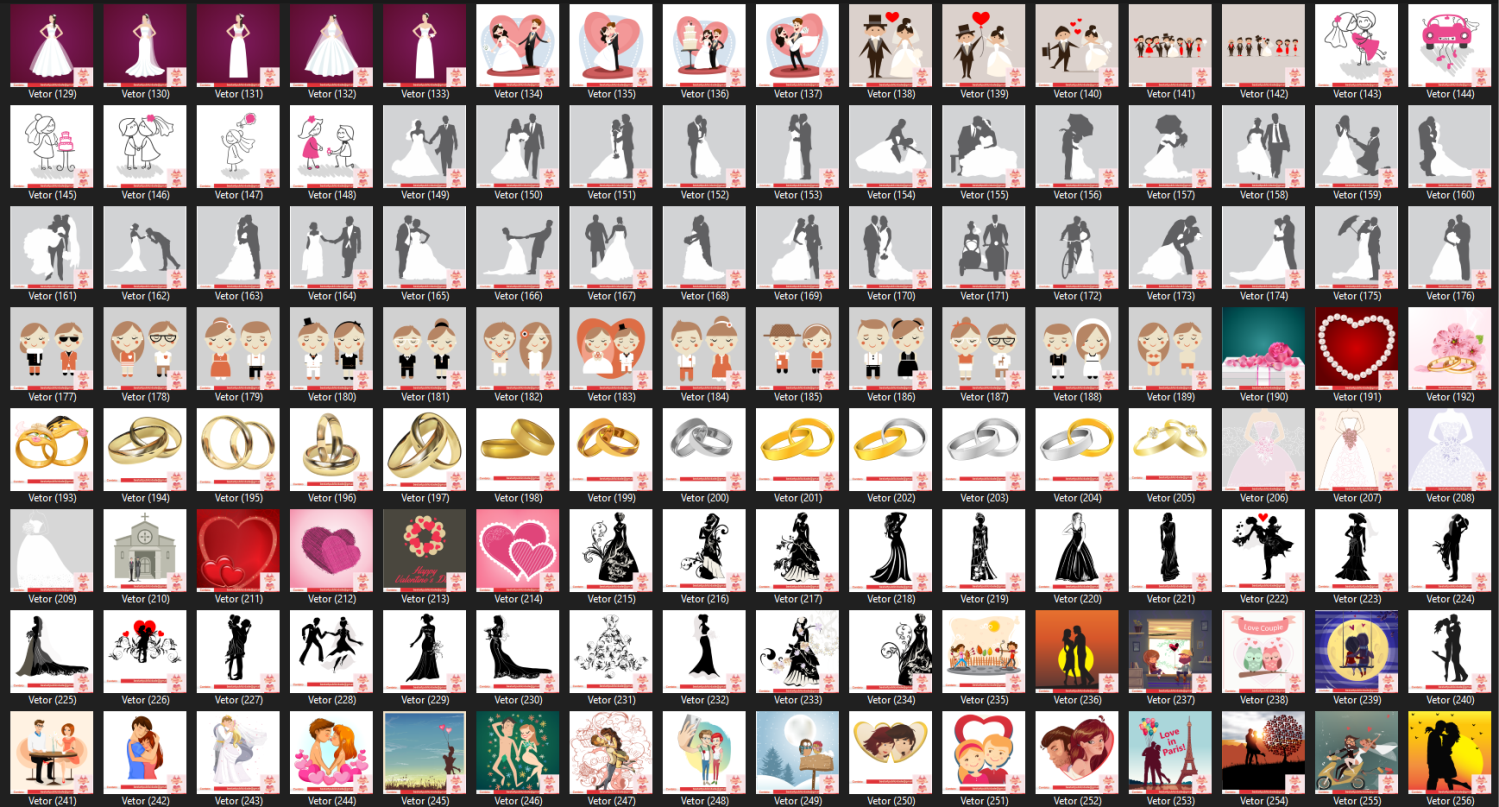 Vetor (129) Vetor (130) Vetor (131) Vetor (132) Vetor (133) Vetor (134) Vetor (135) Vetor (136) Vetor (137) Vetor (138) Vetor (139) Vetor (140) Vetor (141) Vetor (142) Vetor (143) Vetor (144)
Vetor (145) Vetor (146) Vetor (147) Vetor (148) Vetor (149) Vetor (150) Vetor (151) Vetor (152) Vetor (153) Vetor (154) Vetor (155) Vetor (156) Vetor (157) Vetor (158) Vetor (159) Vetor (160)
Vetor (161) Vetor (162) Vetor (163) Vetor (164) Vetor (165) Vetor (166) Vetor (167) Vetor (168) Vetor (169) Vetor (170) Vetor (171) Vetor (172) Vetor (173) Vetor (174) Vetor (175) Vetor (176)
Vetor (177) Vetor (178) Vetor (179) Vetor (180) Vetor (181) Vetor (182) Vetor (183) Vetor (184) Vetor (185) Vetor (186) Vetor (187) Vetor (188) Vetor (189) Vetor (190) Vetor (191) Vetor (192)
Vetor (193) Vetor (194) Vetor (195) Vetor (196) Vetor (197) Vetor (198) Vetor (199) Vetor (200) Vetor (201) Vetor (202) Vetor (203) Vetor (204) Vetor (205) Vetor (206) Vetor (207) Vetor (208)
Happy
Valentine's
Vetor (209) Vetor (210) Vetor (211) Vetor (212) Vetor (213) Vetor (214) Vetor (215) Vetor (216) Vetor (217) Vetor (218) Vetor (219) Vetor (220) Vetor (221) Vetor (222) Vetor (223) Vetor (224)
Love Couple
Vetor (225) Vetor (226) Vetor (227) Vetor (228) Vetor (229) Vetor (230) Vetor (231) Vetor (232) Vetor (233) Vetor (234) Vetor (235) Vetor (236) Vetor (237) Vetor (238) Vetor (239) Vetor (240)
Love
in
Paris!
Vetor (241) Vetor (242) Vetor (243) Vetor (244) Vetor (245) Vetor (246) Vetor (247) Vetor (248) Vetor (249) Vetor (250) Vetor (251) Vetor (252) Vetor (253) Vetor (254) Vetor (255) Vetor (256)